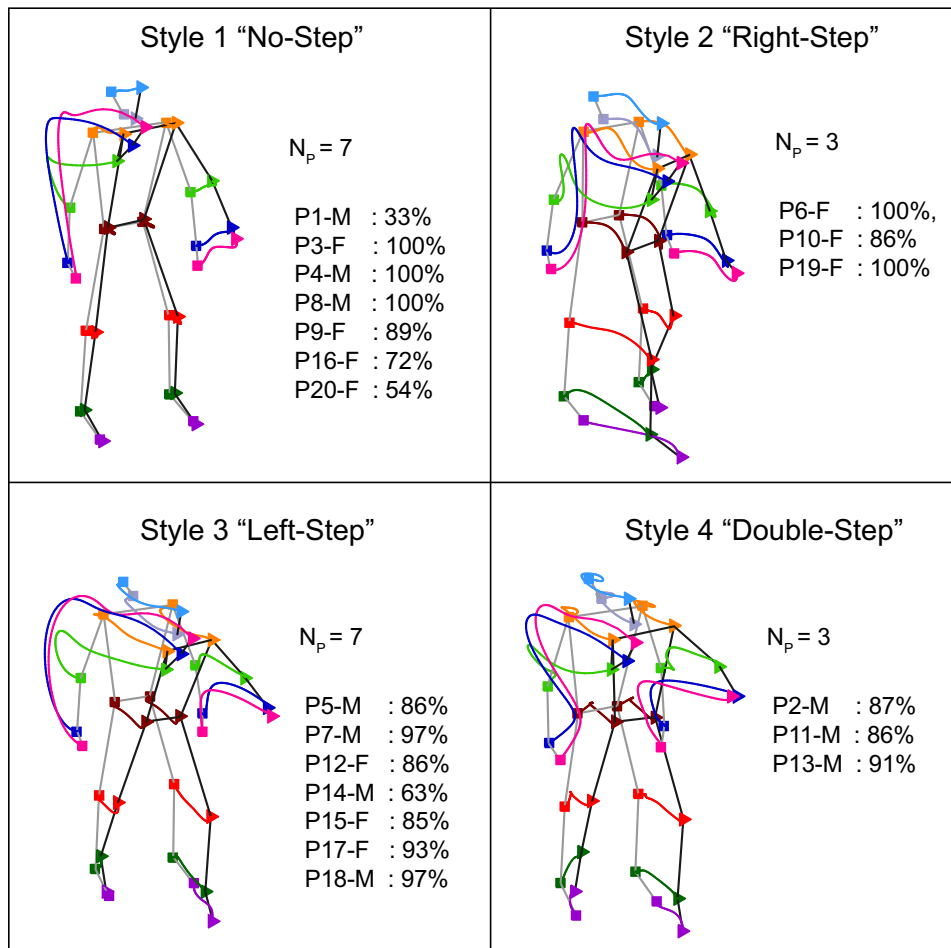 Style 1 “No-Step”
N_P = 7
P1-M : 33%
P3-F : 100%
P4-M : 100%
P8-M : 100%
P9-F : 89%
P16-F : 72%
P20-F : 54%
Style 2 “Right-Step”
N_P = 3
P6-F : 100%,
P10-F : 86%
P19-F : 100%
Style 3 “Left-Step”
N_P = 7
P5-M : 86%
P7-M : 97%
P12-F : 86%
P14-M : 63%
P15-F : 85%
P17-F : 93%
P18-M : 97%
Style 4 “Double-Step”
N_P = 3
P2-M : 87%
P11-M : 86%
P13-M : 91%